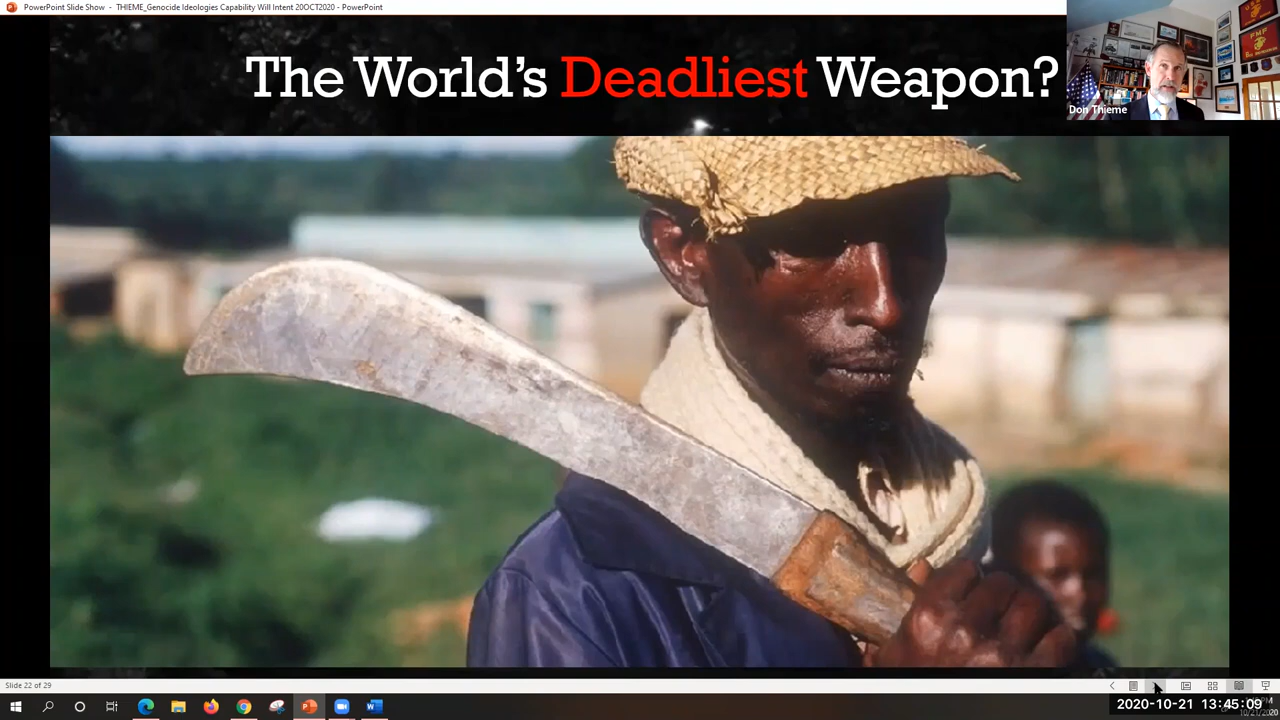 PowerPoint Slide Show - THIEME_Genocide Ideologies Capability Will Intent 20OCT2020 - PowerPoint
The World's Deadliest Weapon?
Don Thieme
Slide 22 of 29
2020-10-21 13:45:09